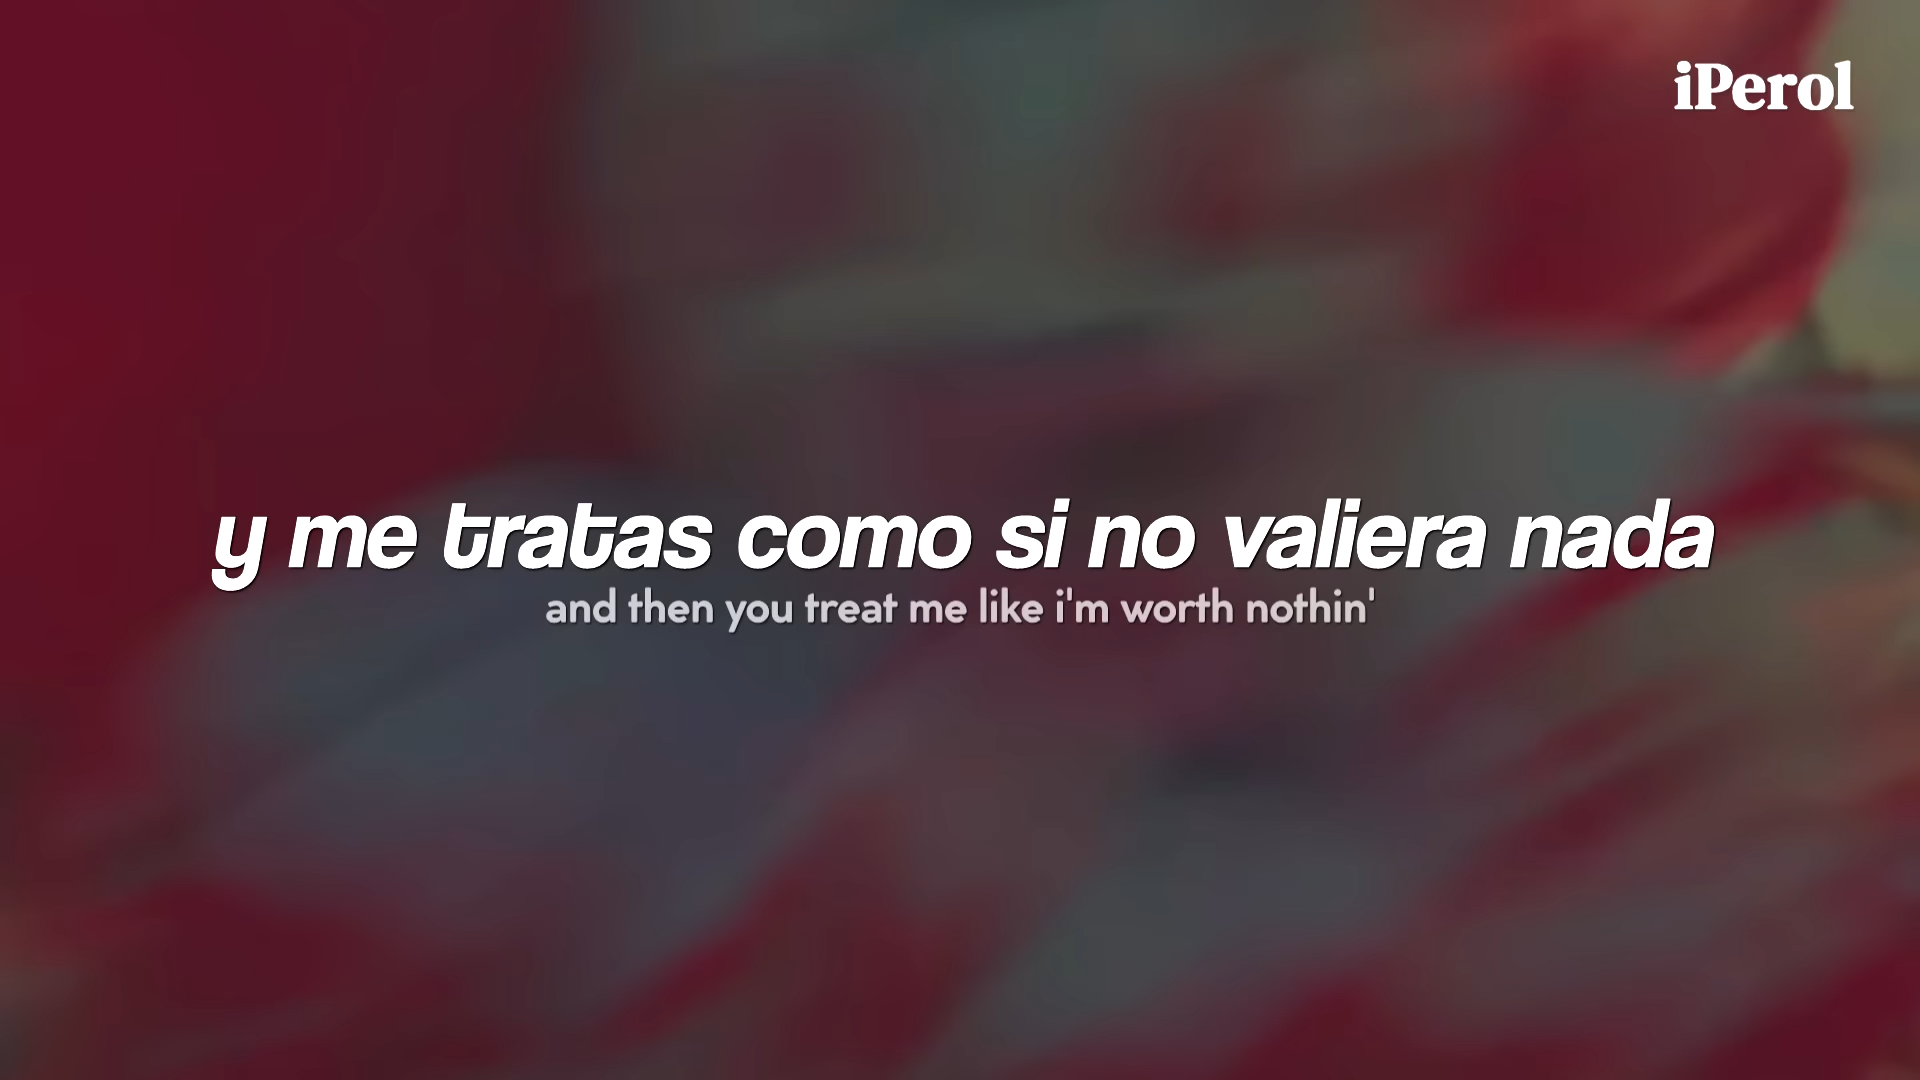 iPerol
y me tratas como si no valiera nada
and then you treat me like i'm worth nothin'